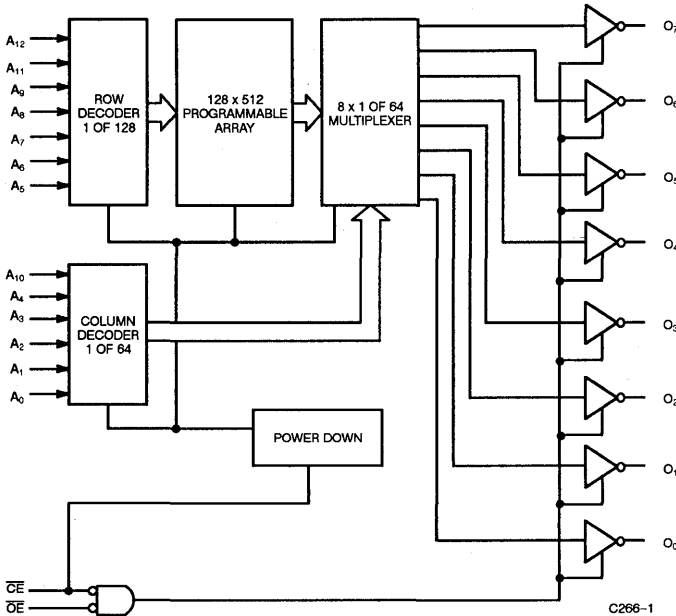 A12
A11
A9
A8
A7
A6
A5
ROW
DECODER
1 OF 128
128 x 512
PROGRAMMABLE
ARRAY
8 x 1 OF 64
MULTIPLEXER
A10
A4
A3
A2
A1
A0
COLUMN
DECODER
1 OF 64
POWER DOWN
O7
O6
O5
O4
O3
O2
O1
O0
C̅E̅
O̅E̅
C266-1